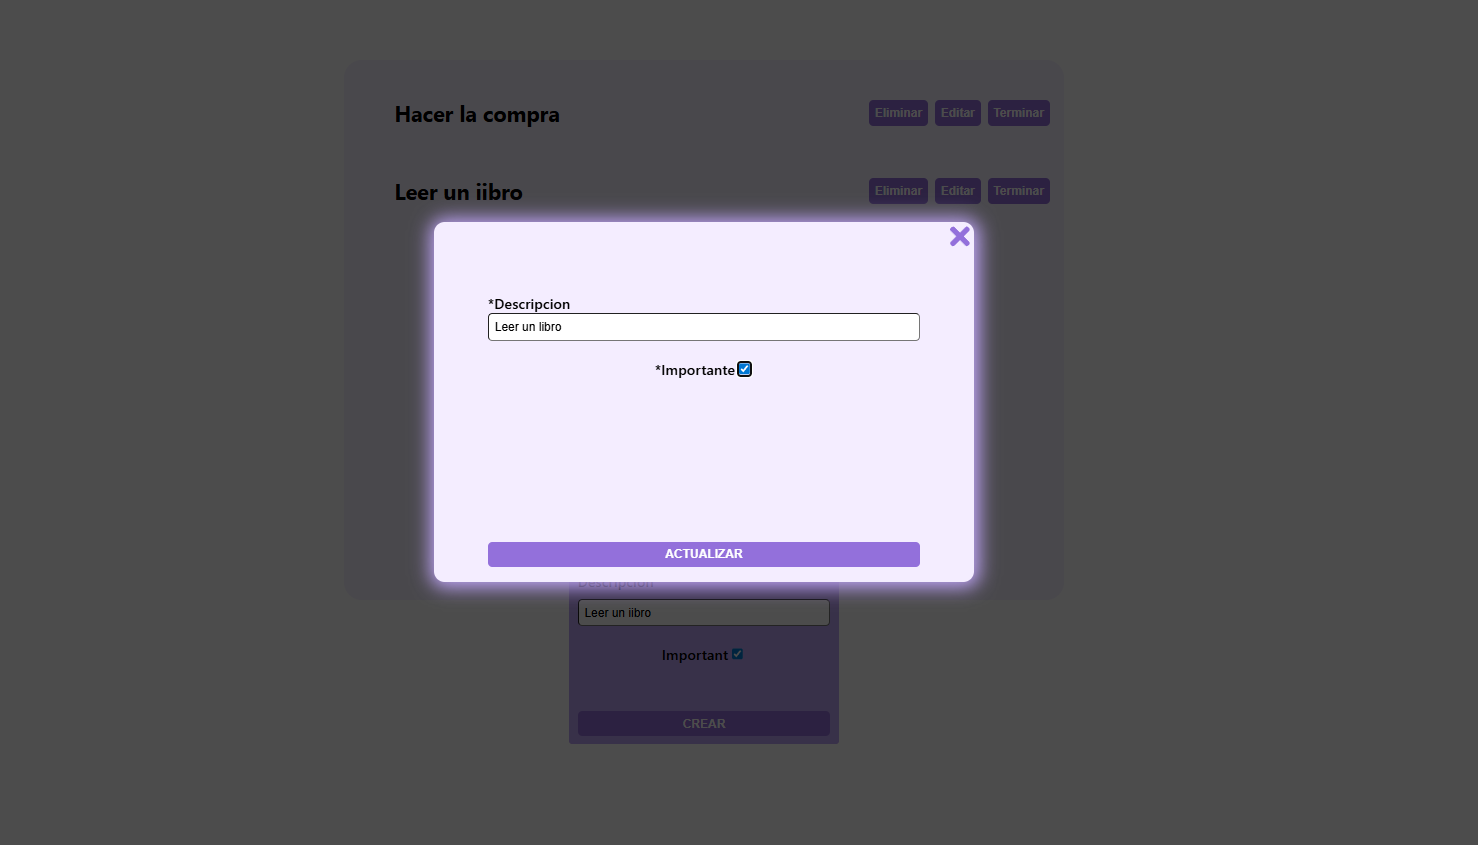 Hacer la compra
Eliminar Editar Terminar
Leer un iibro
Eliminar Editar Terminar
*Descripcion
Leer un libro
*Importante
ACTUALIZAR
Descripcion
Leer un iibro
Important
CREAR